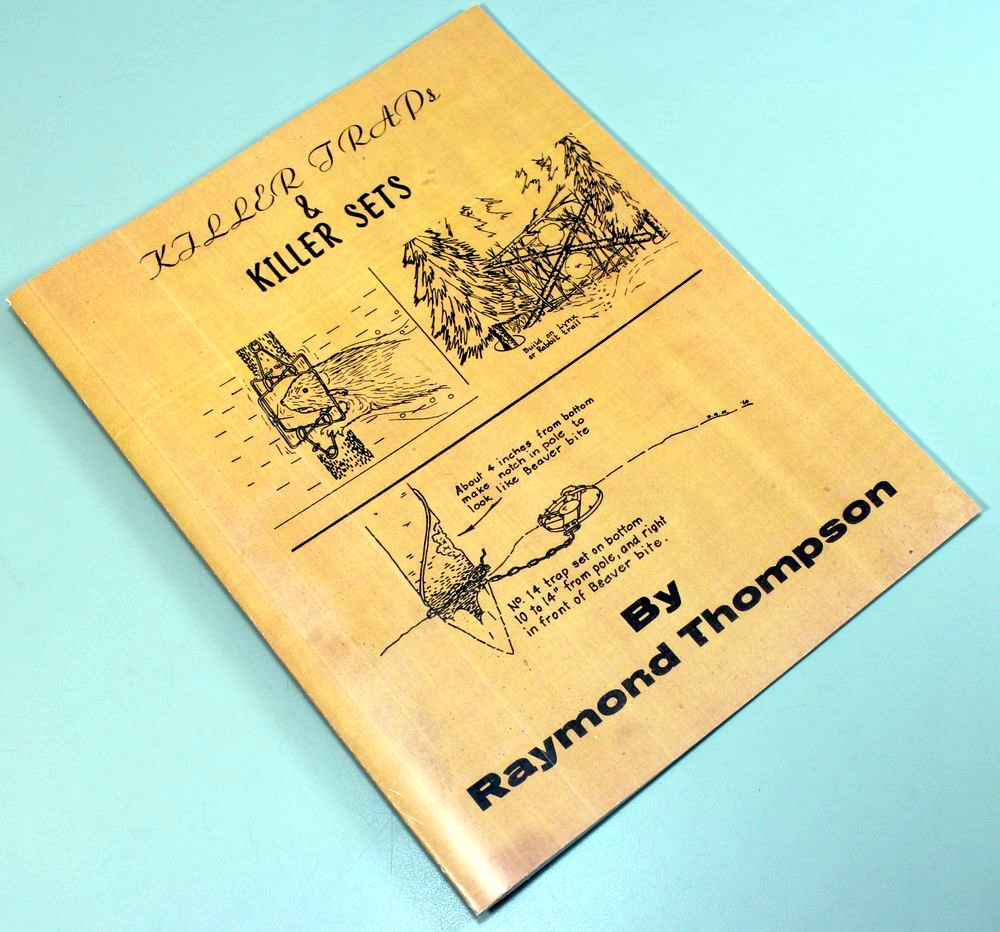 KILLER TRAPs
&
KILLER SETS
Build on Lynx
or Rabbit trail
About 4 inches from bottom
make notch in pole to
look like Beaver bite
No. 14 trap set on bottom
10 to 14" from pole, and right
in front of Beaver bite.
By
Raymond Thompson